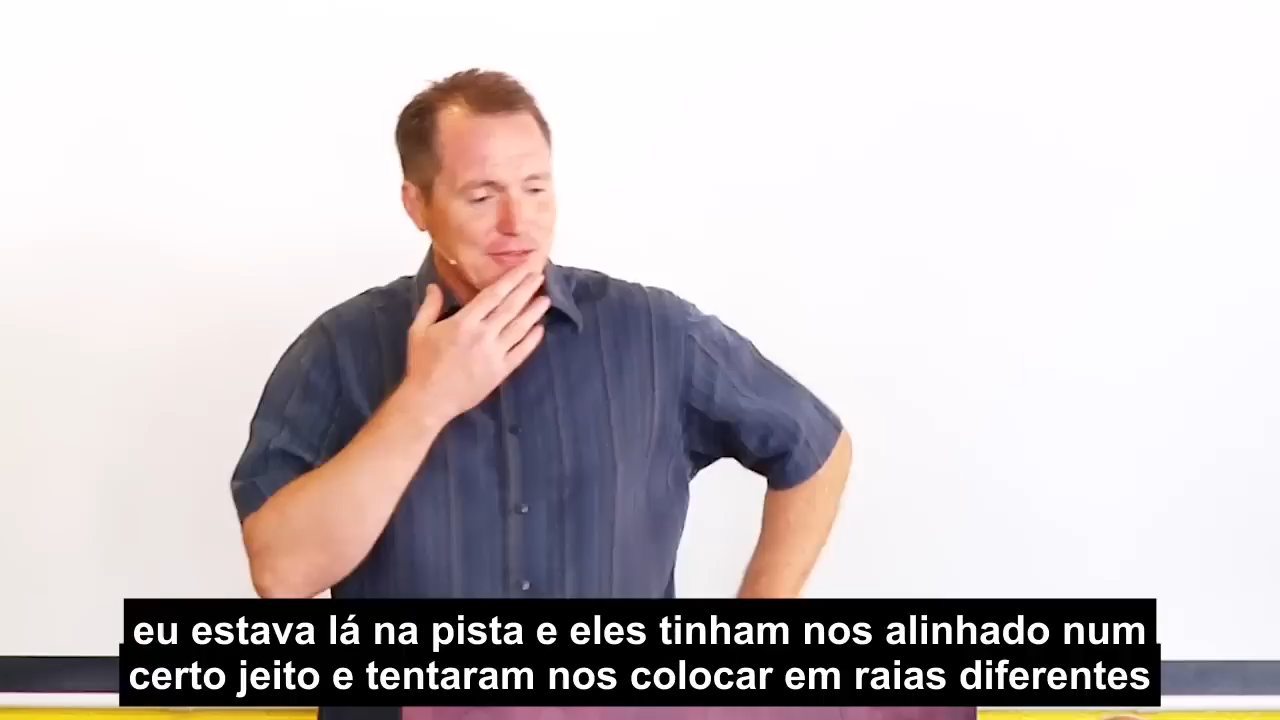 eu estava lá na pista e eles tinham nos alinhado num
certo jeito e tentaram nos colocar em raias diferentes